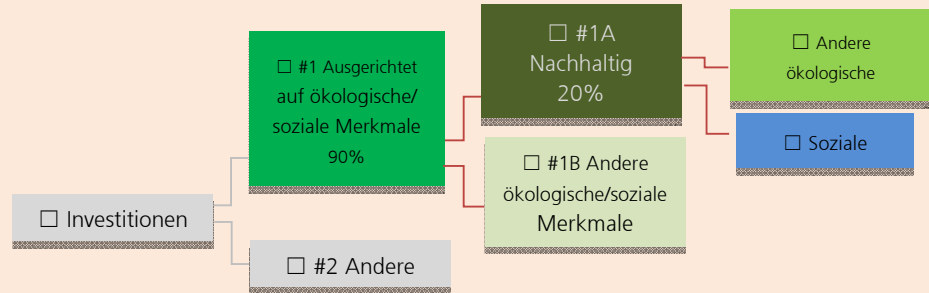 ☐ Investitionen
☐ #1 Ausgerichtet
auf ökologische/
soziale Merkmale
90%
☐ #2 Andere
☐ #1A
Nachhaltig
20%
☐ #1B Andere
ökologische/soziale
Merkmale
☐ Andere
ökologische
☐ Soziale